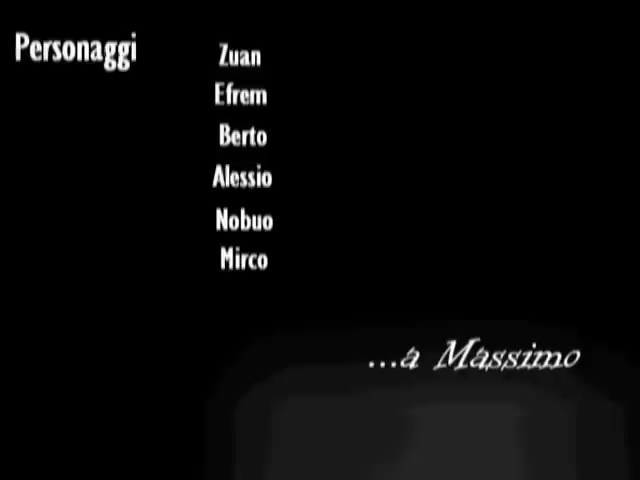 Personaggi
Zuan
Efrem
Berto
Alessio
Nobuo
Mirco
...a Massimo